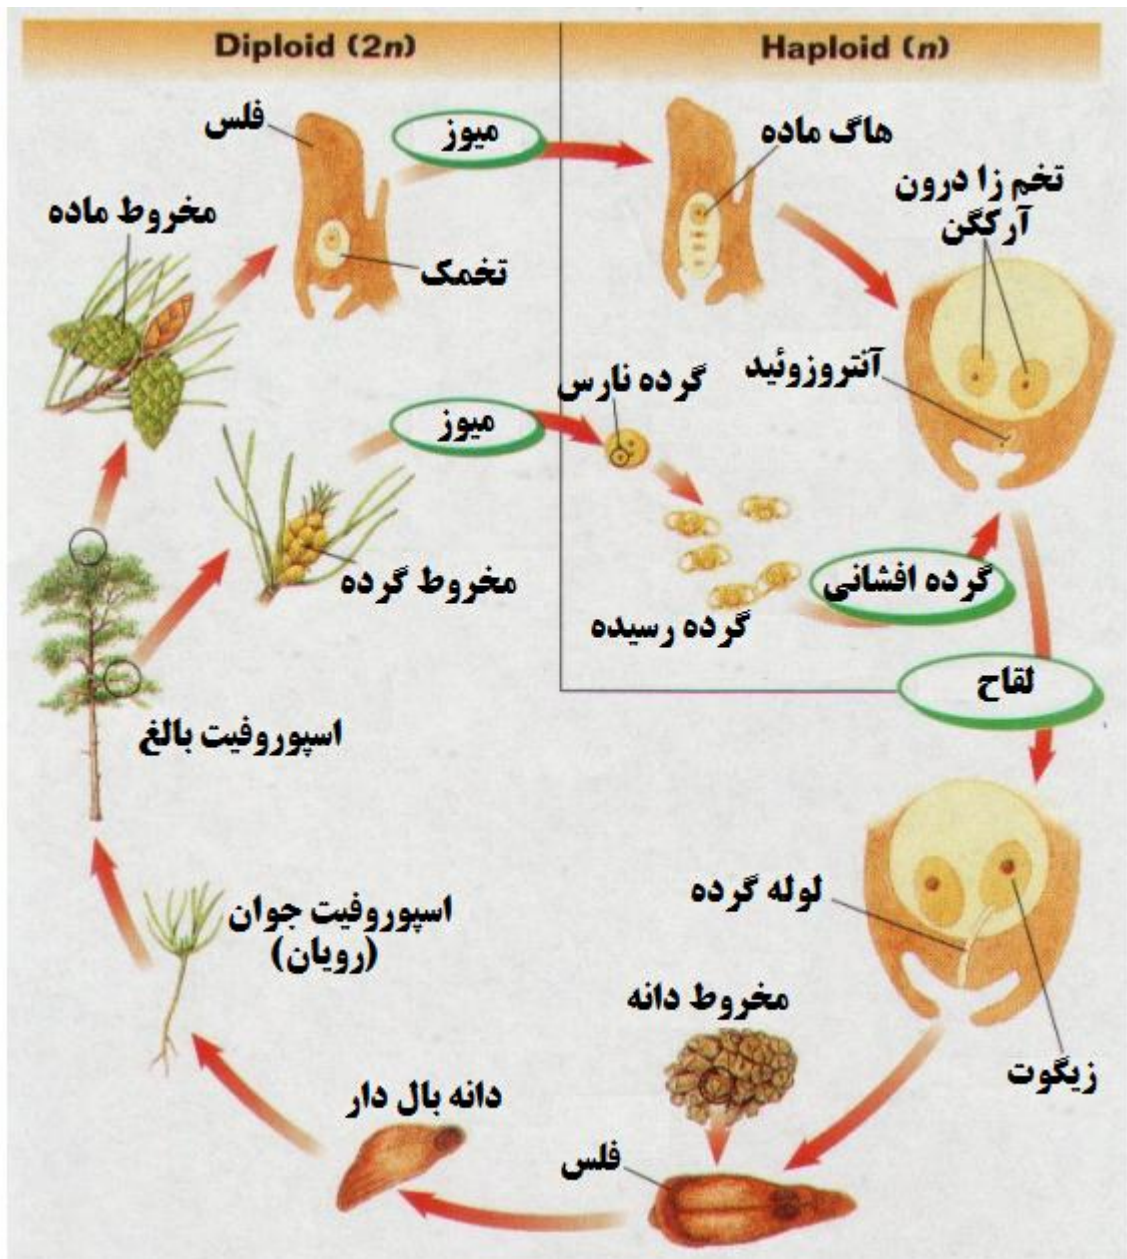 Diploid (2n)
Haploid (n)
فلس
میوز
هاگ ماده
تخم زا درون
آرکگن
مخروط ماده
تخمک
آنتروزوئید
گرده نارس
میوز
مخروط گرده
گرده رسیده
گرده افشانی
لقاح
اسپوروفیت بالغ
لوله گرده
اسپوروفیت جوان
(رویان)
مخروط دانه
زیگوت
دانه بال دار
فلس